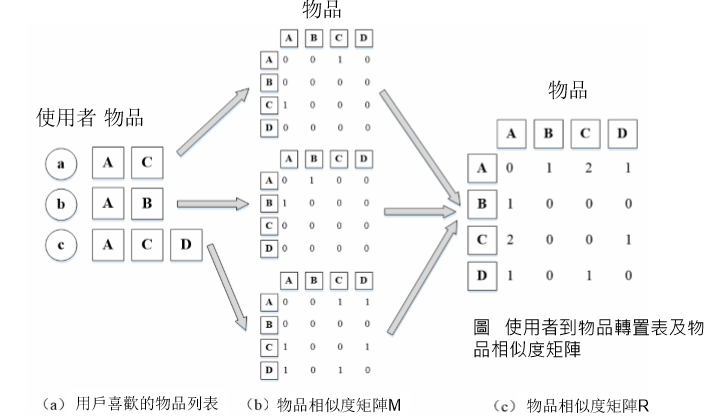 物品
A B C D
A 0 0 1 0
B 0 0 0 0
C 1 0 0 0
D 0 0 0 0
使用者 物品
a A C
b A B
c A C D
A B C D
A 0 1 0 0
B 1 0 0 0
C 0 0 0 0
D 0 0 0 0
A B C D
A 0 0 1 1
B 0 0 0 0
C 1 0 0 1
D 1 0 1 0
物品
A B C D
A 0 1 2 1
B 1 0 0 0
C 2 0 0 1
D 1 0 1 0
圖 使用者到物品轉置表及物
品相似度矩陣
（a） 用戶喜歡的物品列表
（b）物品相似度矩陣M
（c） 物品相似度矩陣R